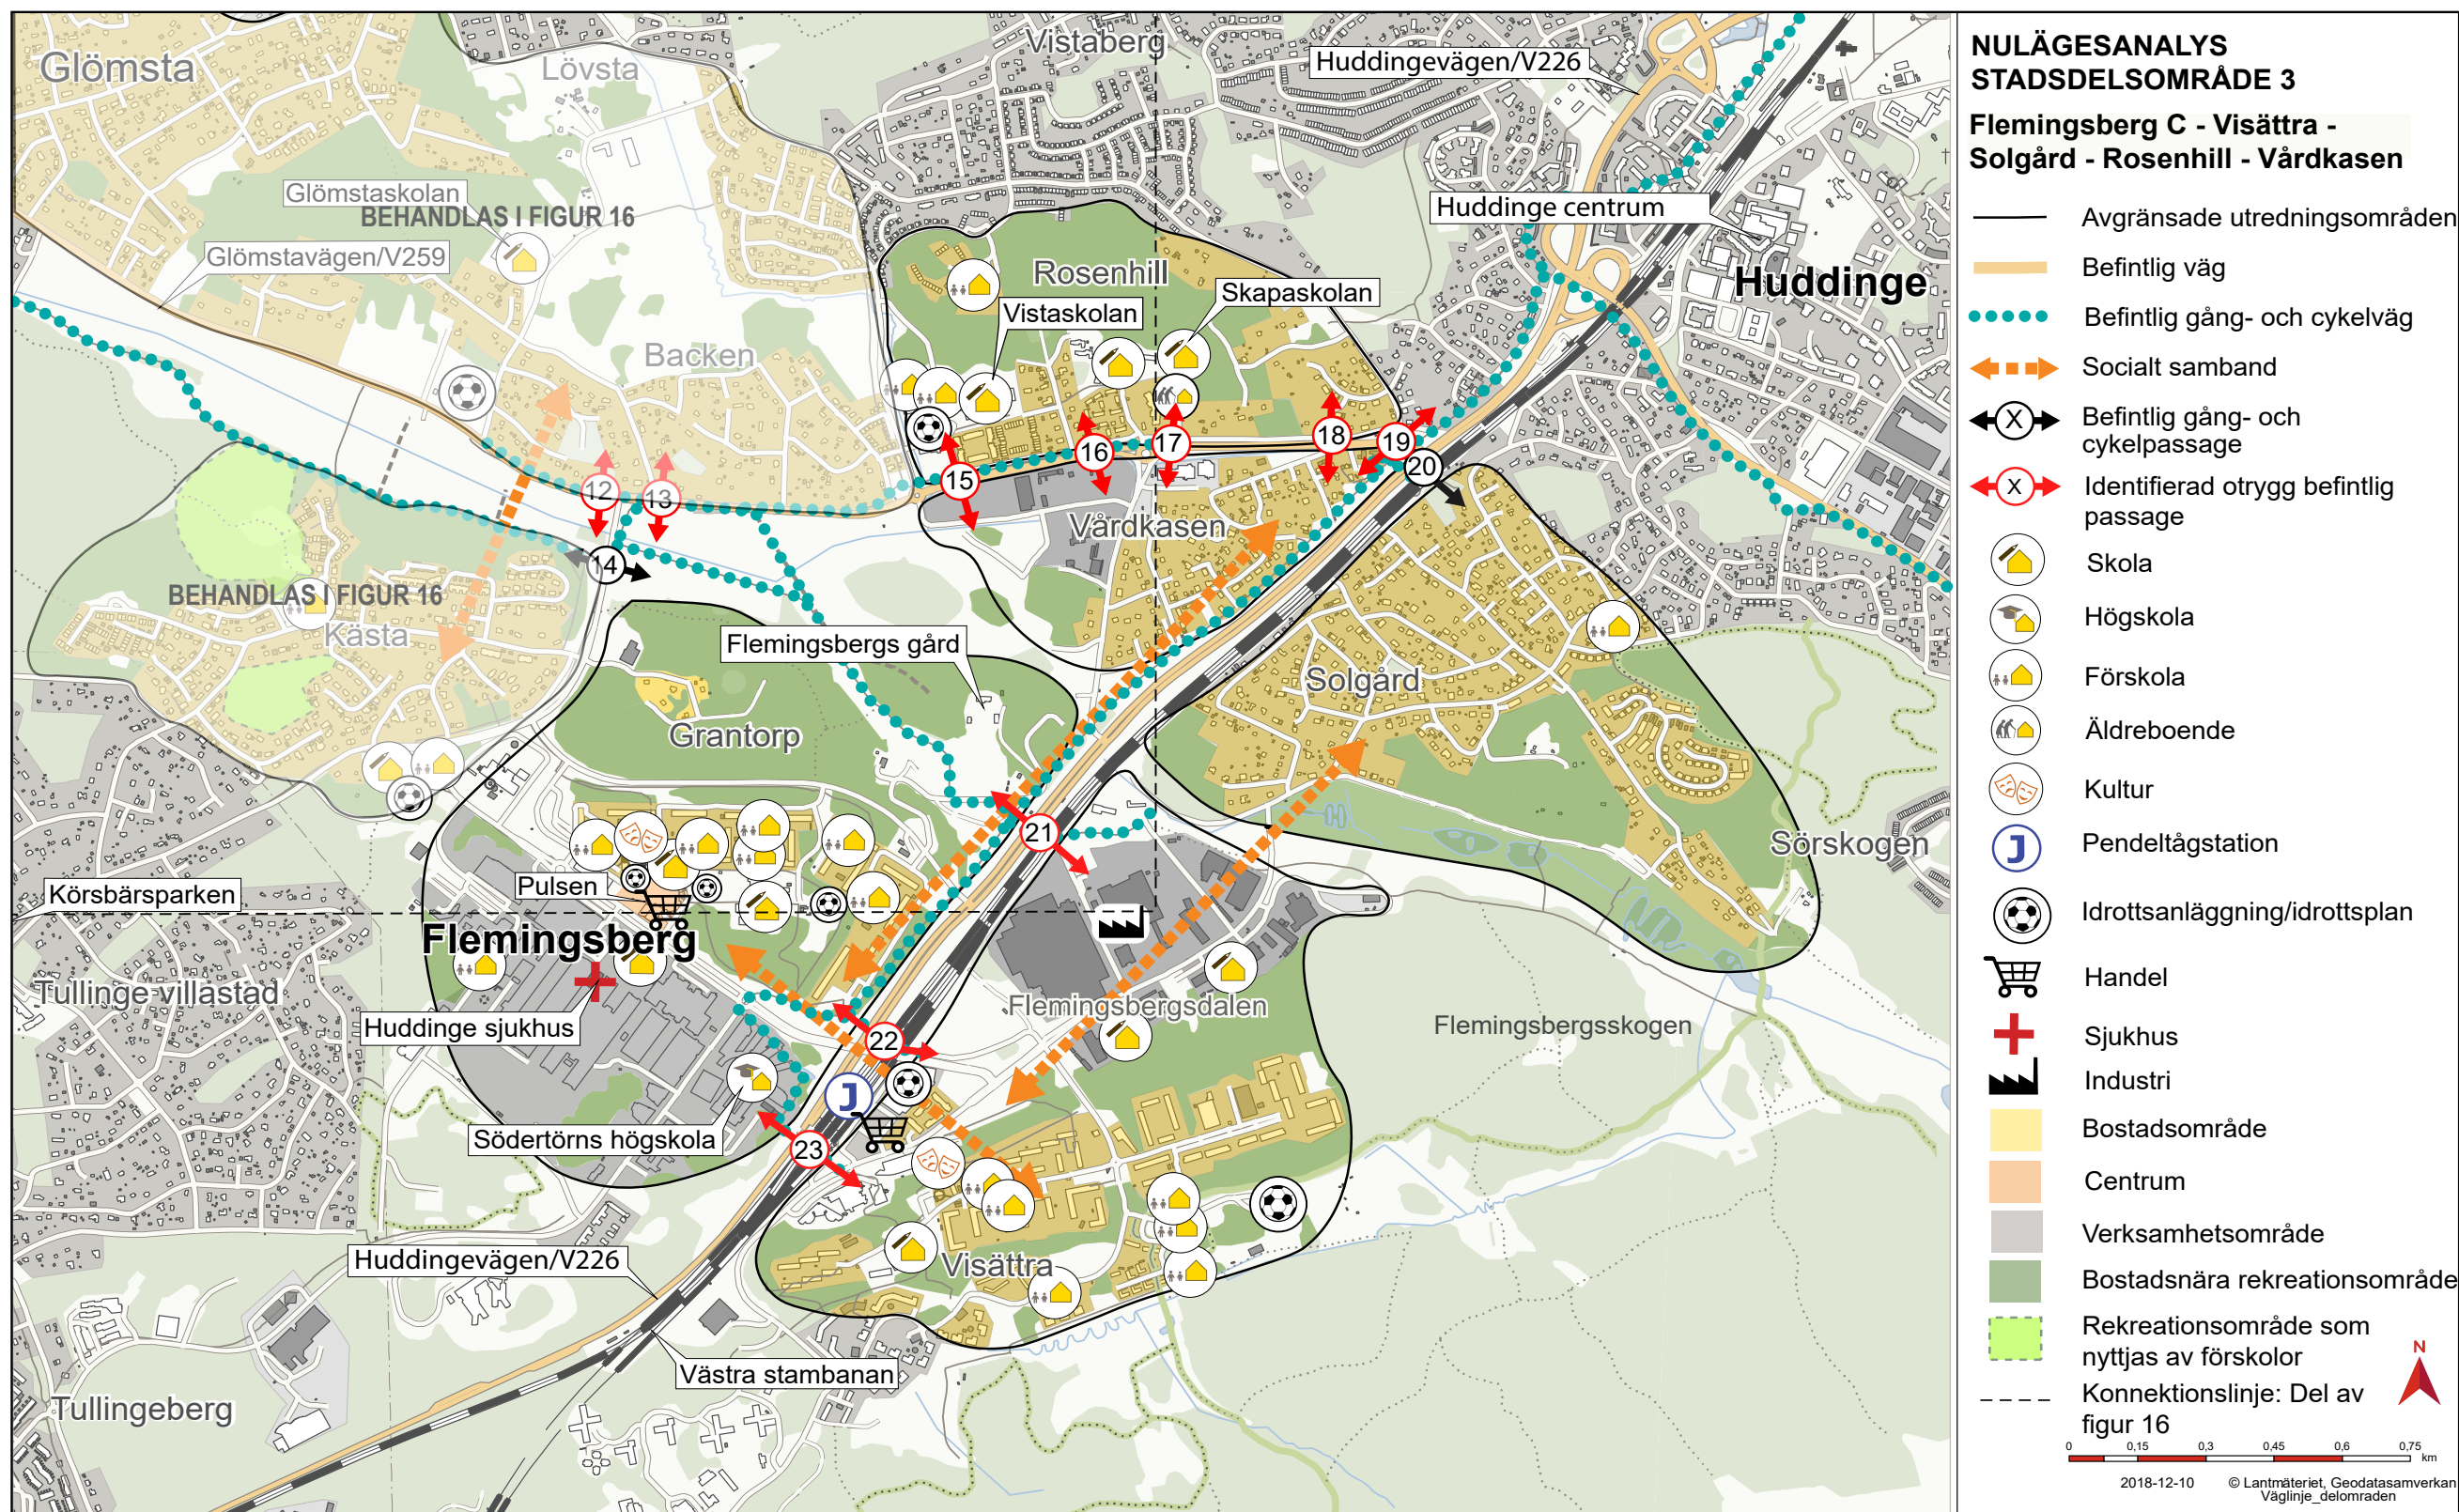 Glömsta
Lövsta
Vistaberg
Huddingevägen/V226
Glömstaskolan
BEHANDLAS I FIGUR 16
Glömstavägen/V259
Huddinge centrum
Rosenhill
Skapaskolan
Huddinge
Vistaskolan
Backen
12
13
14
15
16
17
18
19
20
Vårdkasen
BEHANDLAS I FIGUR 16
Kästa
Flemingsbergs gård
Solgård
Grantorp
21
Sörskogen
Körsbärsparken
Pulsen
Flemingsberg
Tullinge villastad
Flemingsbergsdalen
Flemingsbergsskogen
Huddinge sjukhus
22
J
Södertörns högskola
23
Huddingevägen/V226
Visättra
Västra stambanan
Tullingeberg
NULÄGESANALYS
STADSDELSOMRÅDE 3
Flemingsberg C - Visättra -
Solgård - Rosenhill - Vårdkasen
Avgränsade utredningsområden
Befintlig väg
Befintlig gång- och cykelväg
Socialt samband
X
Befintlig gång- och
cykelpassage
X
Identifierad otrygg befintlig
passage
Skola
Högskola
Förskola
Äldreboende
Kultur
J
Pendeltågstation
Idrottsanläggning/idrottsplan
Handel
Sjukhus
Industri
Bostadsområde
Centrum
Verksamhetsområde
Bostadsnära rekreationsområde
Rekreationsområde som
nyttjas av förskolor
Konnektionslinje: Del av
figur 16
N
0 0,15 0,3 0,45 0,6 0,75
km
2018-12-10 © Lantmäteriet, Geodatasamverkan
Väglinje_delomraden